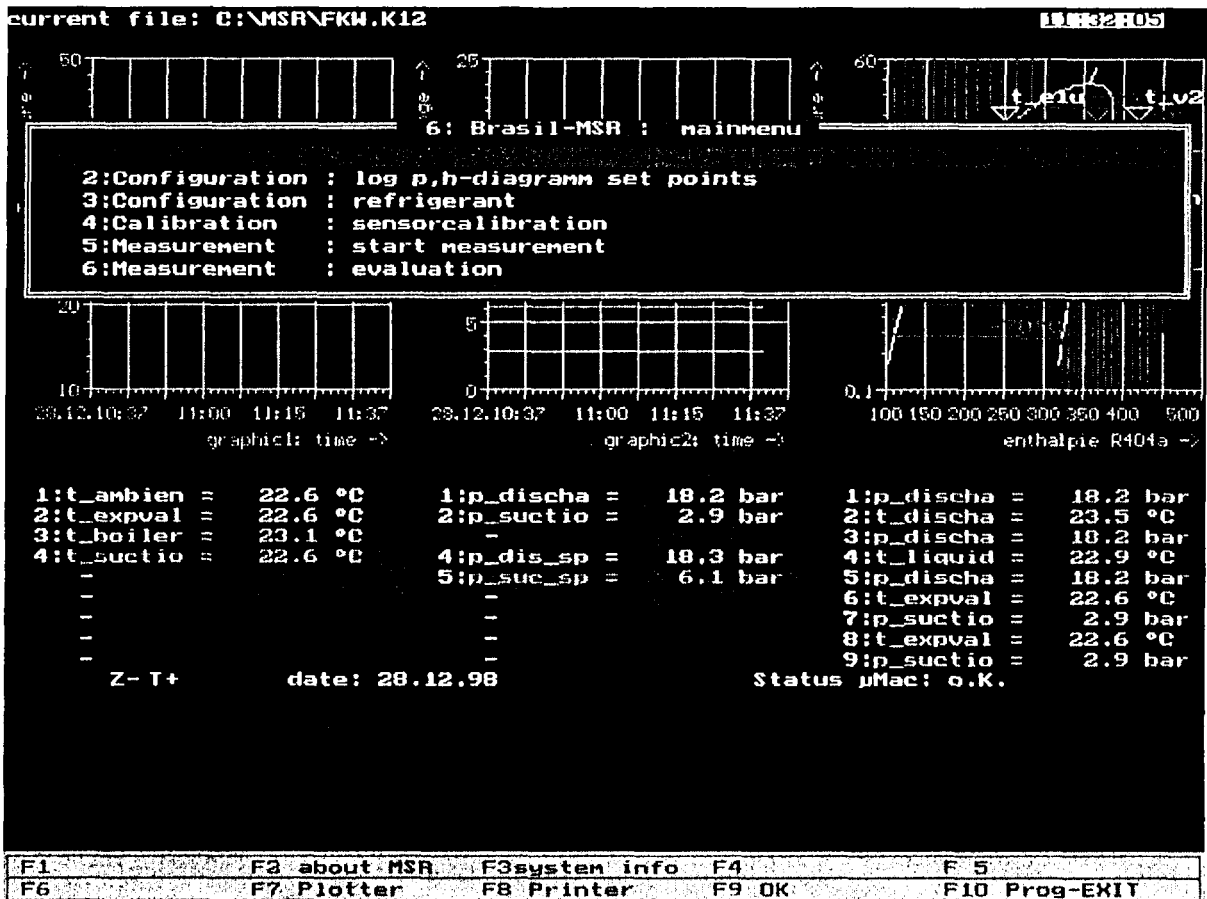 current file: C:\MSR\FKW.K12 11:32:05
50 25 60
t_elu t_v2
6: Brasil-MSR : mainmenu
2:Configuration : log p,h-diagramm set points
3:Configuration : refrigerant
4:Calibration : sensorcalibration
5:Measurement : start measurement
6:Measurement : evaluation
20 5
10 0 0.1
28.12.10:37 11:00 11:15 11:37 28.12.10:37 11:00 11:15 11:37 100 150 200 250 300 350 400 500
graphic1: time -> graphic2: time -> enthalpie R404a ->
1:t_ambien = 22.6 °C 1:p_discha = 18.2 bar 1:p_discha = 18.2 bar
2:t_expval = 22.6 °C 2:p_suctio = 2.9 bar 2:t_discha = 23.5 °C
3:t_boiler = 23.1 °C - 3:p_discha = 18.2 bar
4:t_suctio = 22.6 °C 4:p_dis_sp = 18.3 bar 4:t_liquid = 22.9 °C
- 5:p_suc_sp = 6.1 bar 5:p_discha = 18.2 bar
- - 6:t_expval = 22.6 °C
- - 7:p_suctio = 2.9 bar
- - 8:t_expval = 22.6 °C
- - 9:p_suctio = 2.9 bar
Z- T+ date: 28.12.98 Status µMac: o.K.
F1 F2 about MSR F3system info F4 F 5
F6 F7 Plotter F8 Printer F9 OK F10 Prog-EXIT